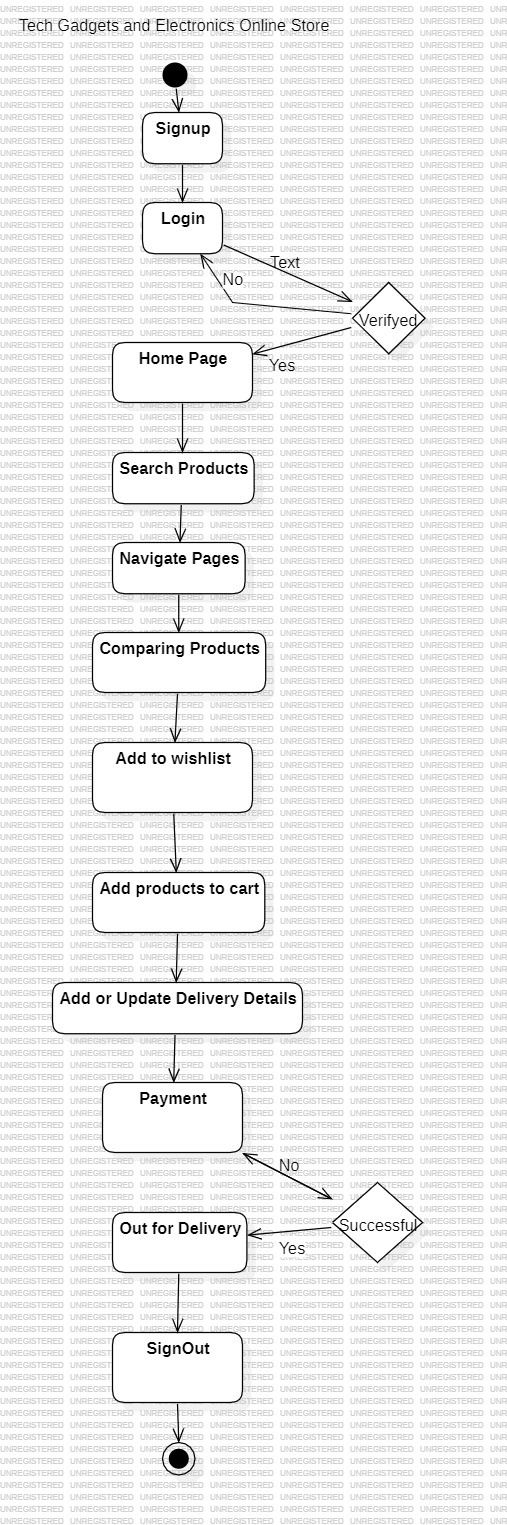 Tech Gadgets and Electronics Online Store
Signup
Login
Text
No
Verifyed
Home Page
Yes
Search Products
Navigate Pages
Comparing Products
Add to wishlist
Add products to cart
Add or Update Delivery Details
Payment
No
Successful
Out for Delivery
Yes
SignOut